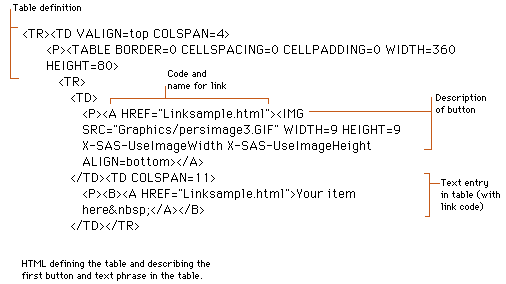 Table definition
<TR><TD VALIGN=top COLSPAN=4>
<P><TABLE BORDER=0 CELLSPACING=0 CELLPADDING=0 WIDTH=360
HEIGHT=80>
<TR>
Code and
name for link
<TD>
<P><A HREF="Linksample.html"><IMG
SRC="Graphics/persimage3.GIF" WIDTH=9 HEIGHT=9
X-SAS-UseImageWidth X-SAS-UseImageHeight
ALIGN=bottom></A>
Description
of button
</TD><TD COLSPAN=11>
<P><B><A HREF="Linksample.html">Your item
here&nbsp;</A></B>
</TD></TR>
Text entry
in table (with
link code)
HTML defining the table and describing the
first button and text phrase in the table.